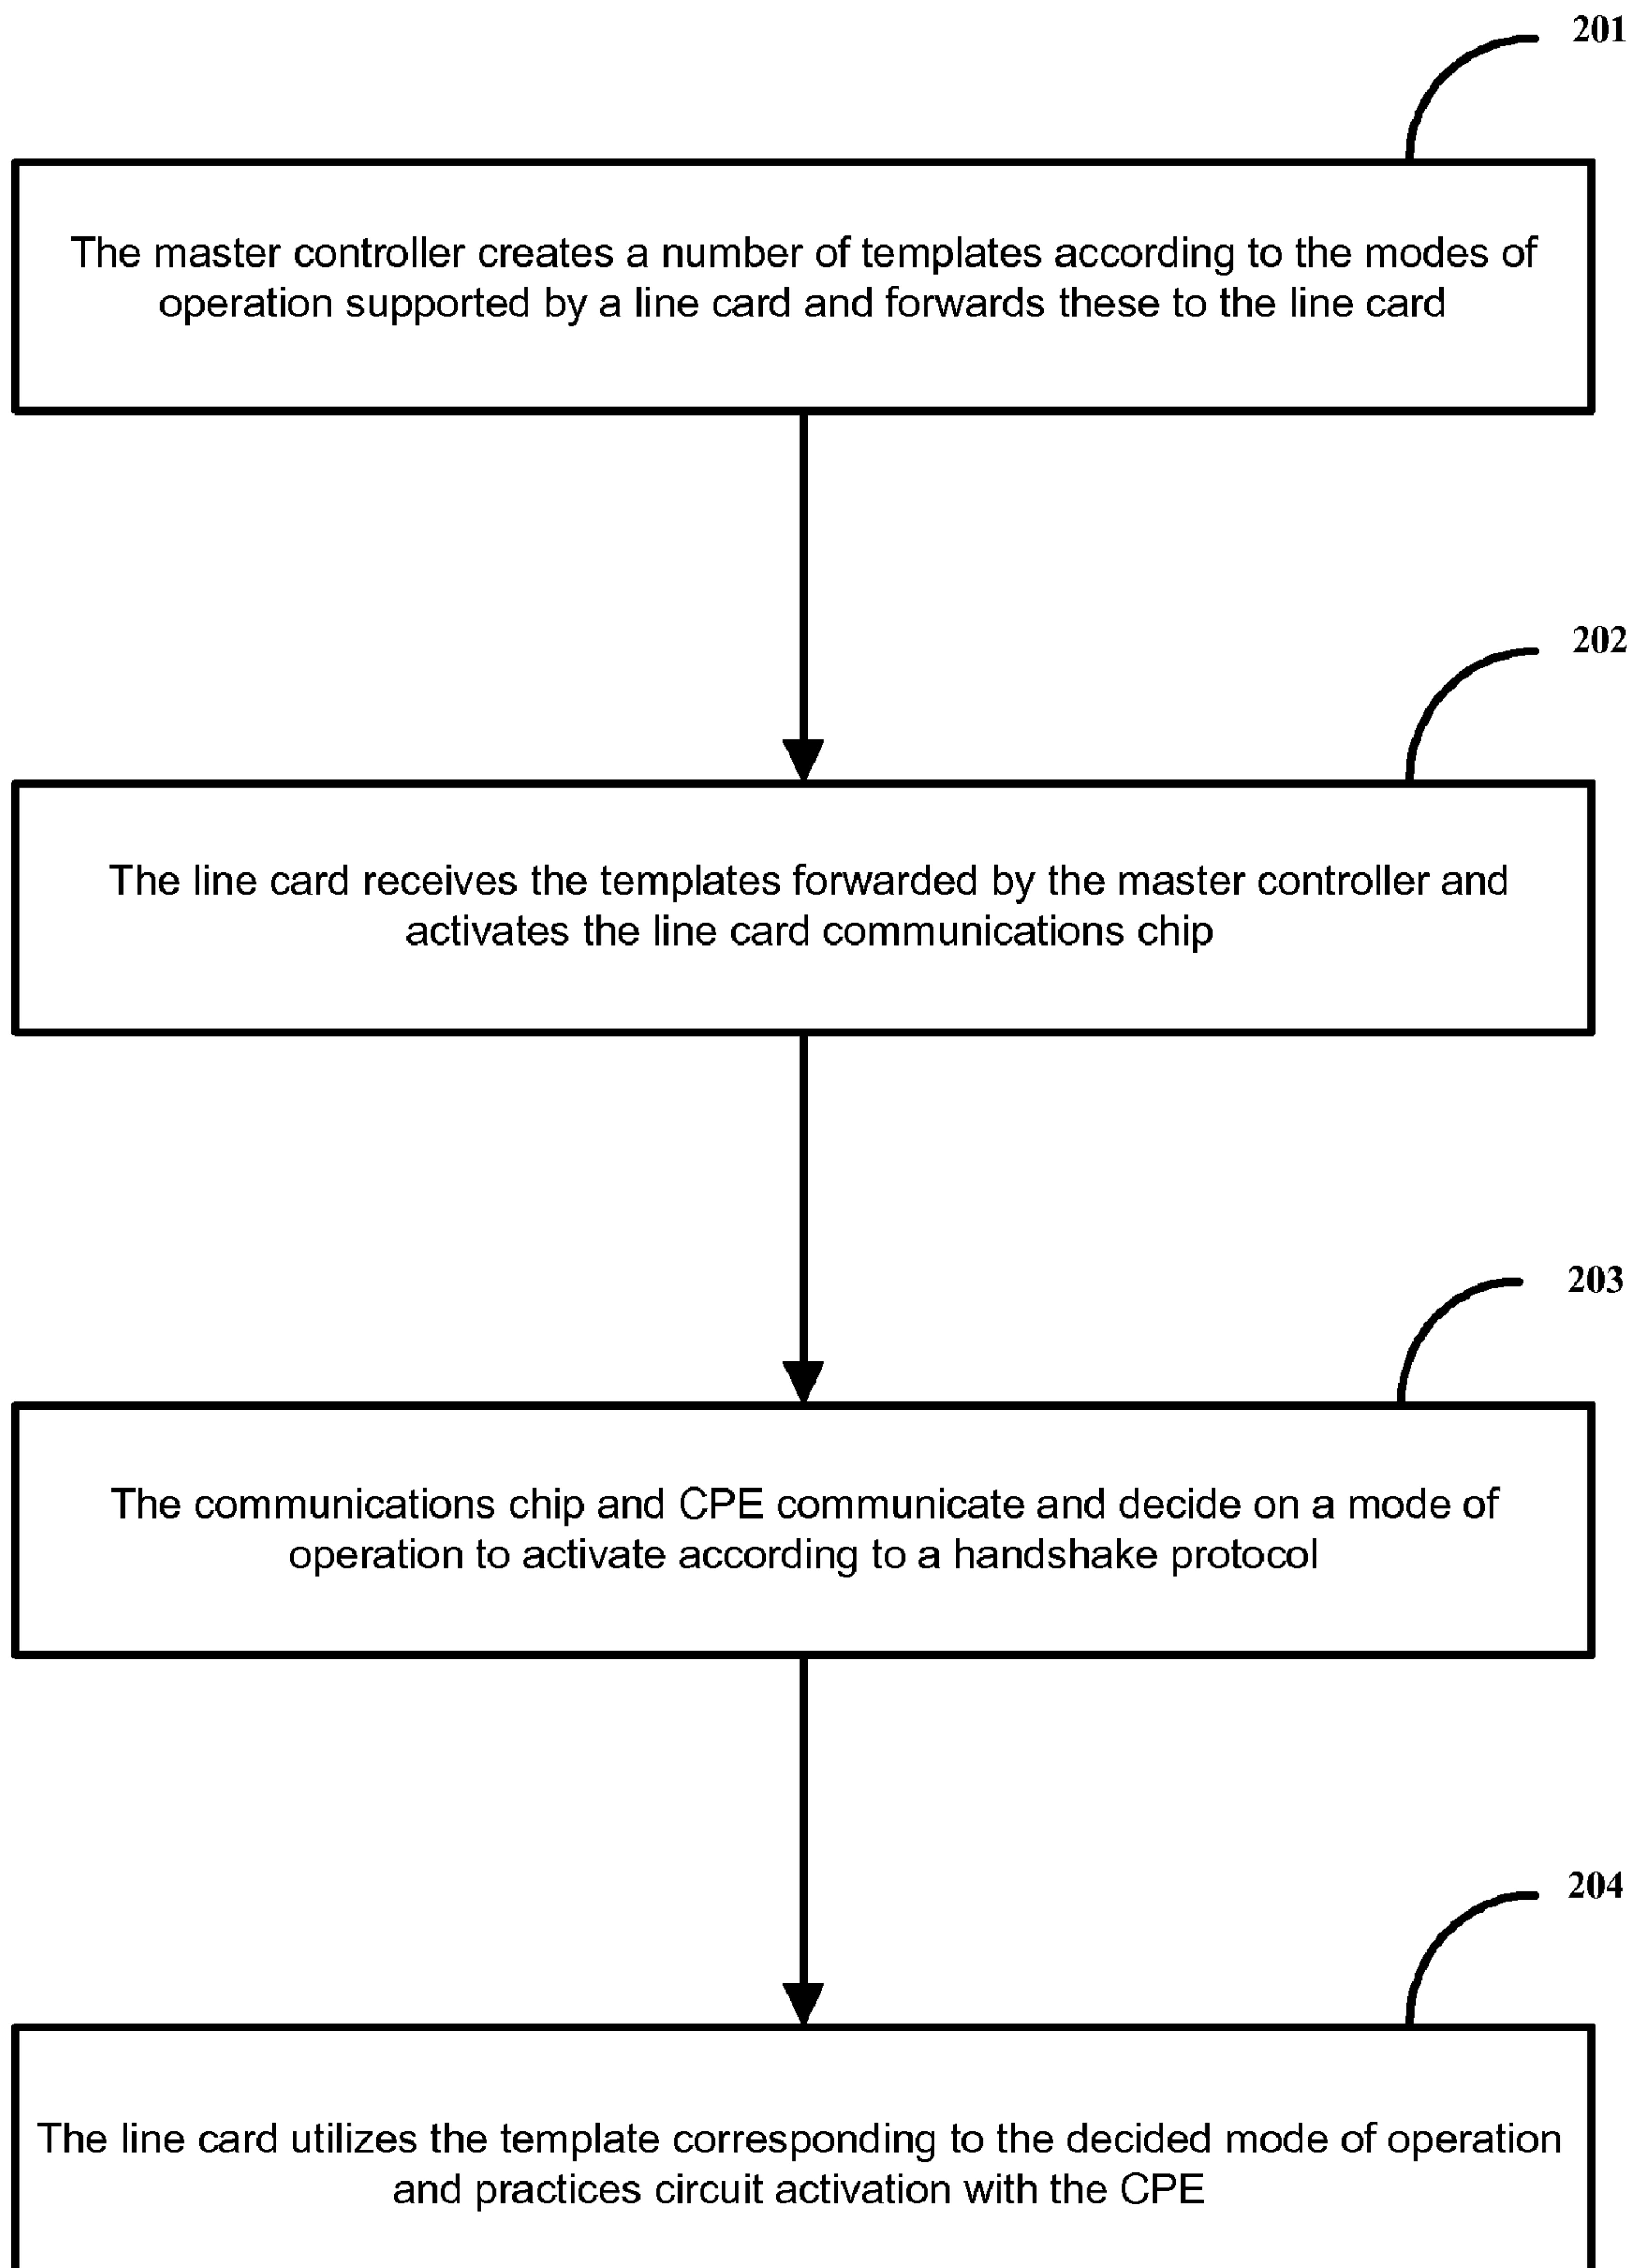 201
The master controller creates a number of templates according to the modes of
operation supported by a line card and forwards these to the line card
202
The line card receives the templates forwarded by the master controller and
activates the line card communications chip
203
The communications chip and CPE communicate and decide on a mode of
operation to activate according to a handshake protocol
204
The line card utilizes the template corresponding to the decided mode of operation
and practices circuit activation with the CPE